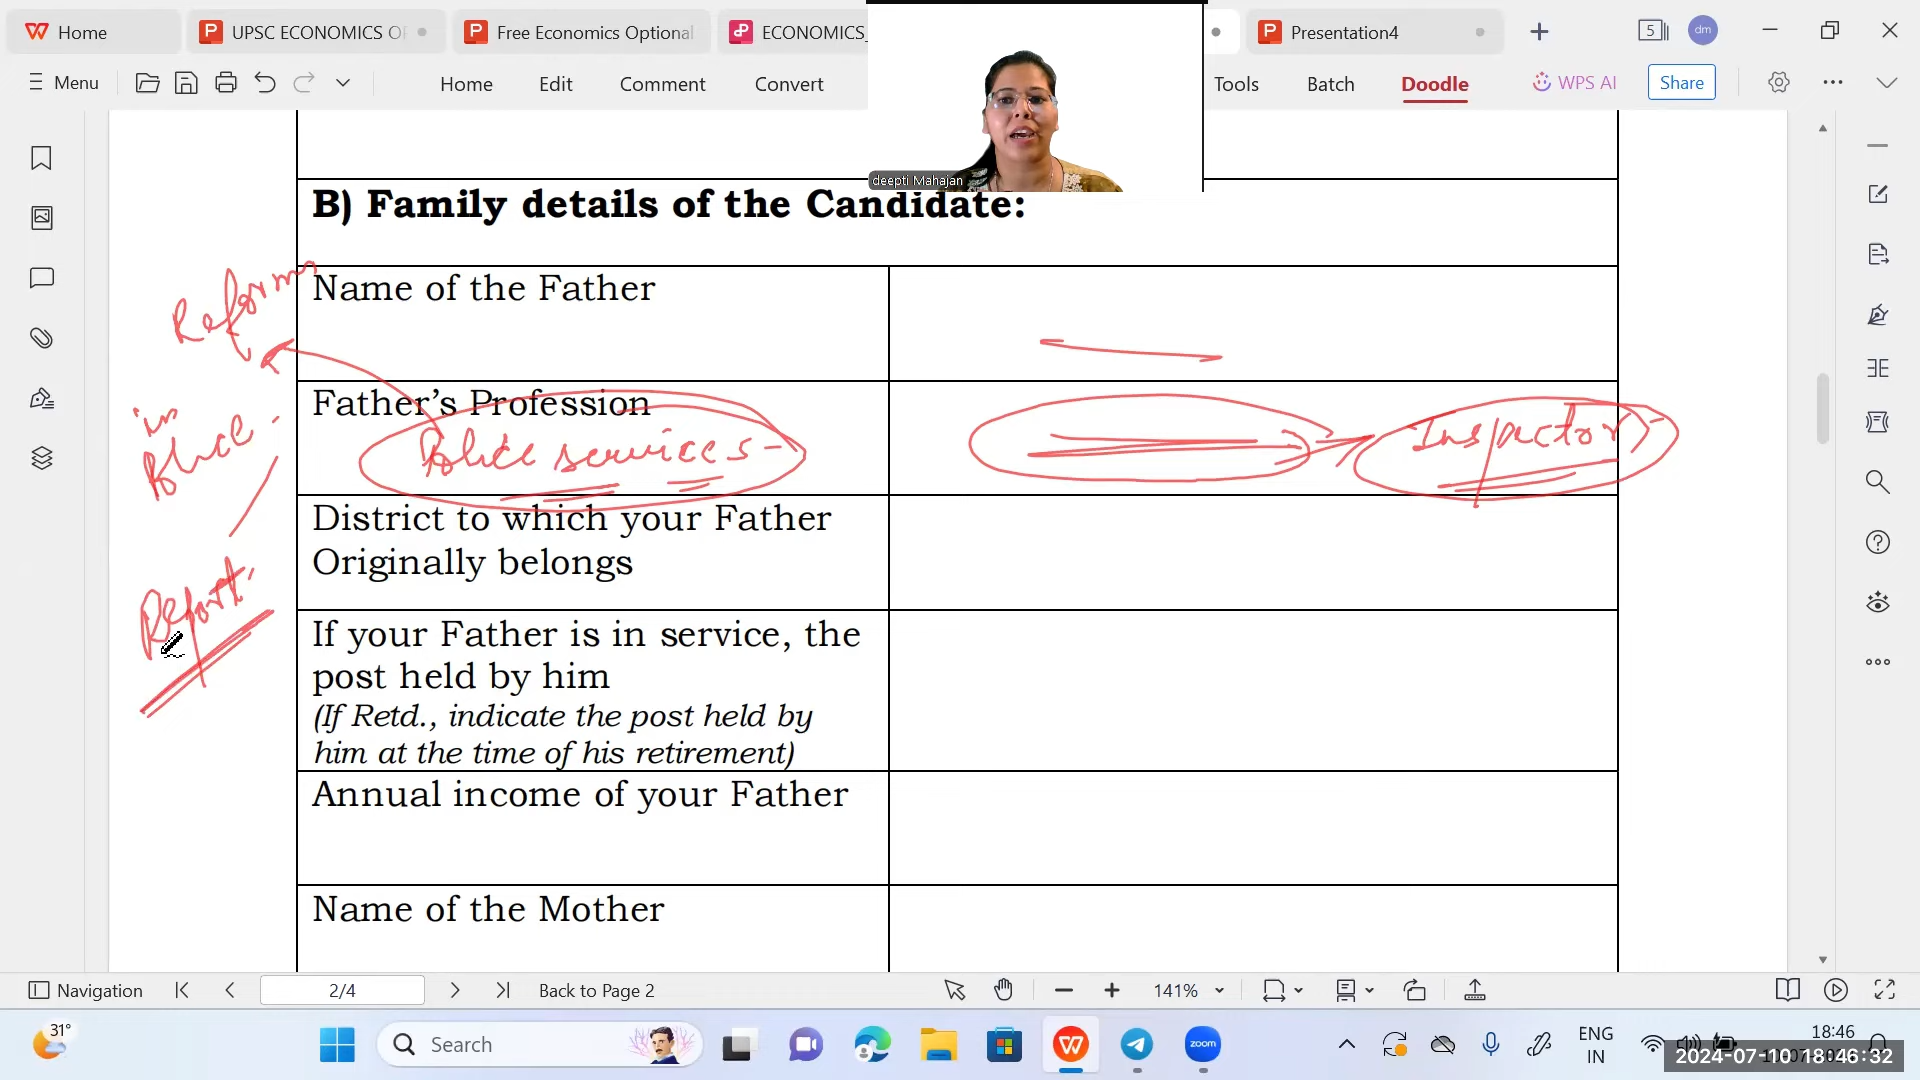 Home
UPSC ECONOMICS O
Free Economics Optional
ECONOMICS_
Presentation4
dm
Menu
Home
Edit
Comment
Convert
Tools
Batch
Doodle
WPS AI
Share
deepti Mahajan
B) Family details of the Candidate:
Reforms
Name of the Father
in
Police
Father's Profession
Police services
Inspector
District to which your Father
Originally belongs
Report
If your Father is in service, the
post held by him
(If Retd., indicate the post held by
him at the time of his retirement)
Annual income of your Father
Name of the Mother
Navigation
2/4
Back to Page 2
141%
31°
Search
zoom
ENG
IN
18:46
2024-07-10 18:46:32